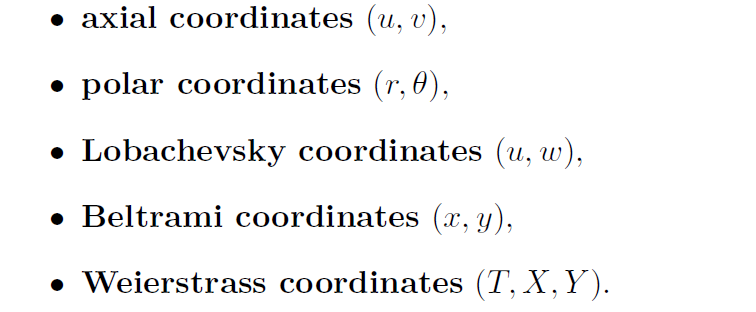 • axial coordinates (u, v),
• polar coordinates (r, θ),
• Lobachevsky coordinates (u, w),
• Beltrami coordinates (x, y),
• Weierstrass coordinates (T, X, Y).